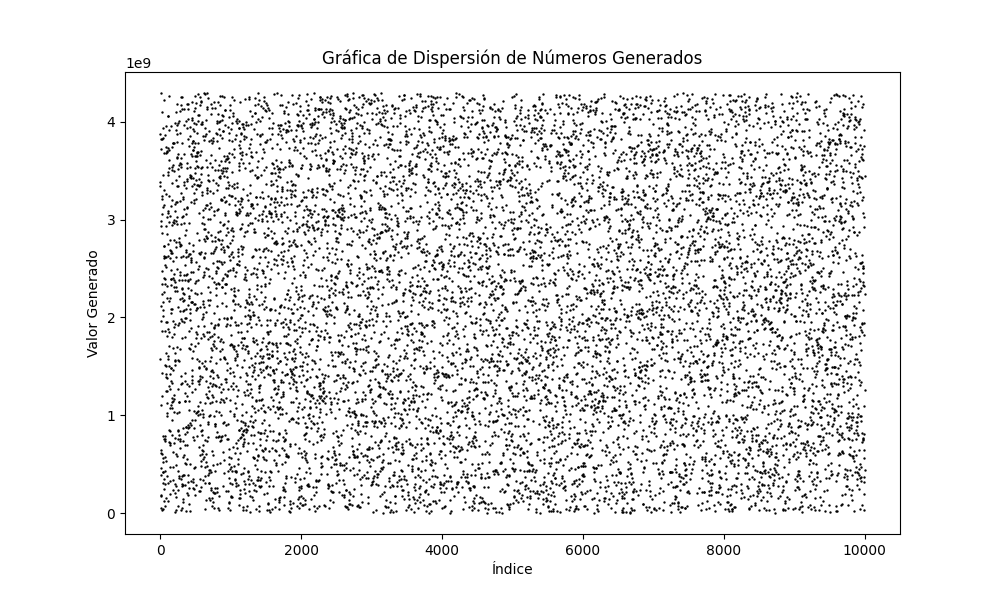 Gráfica de Dispersión de Números Generados
1e9
4
3
2
1
0
Valor Generado
0 2000 4000 6000 8000 10000
Índice